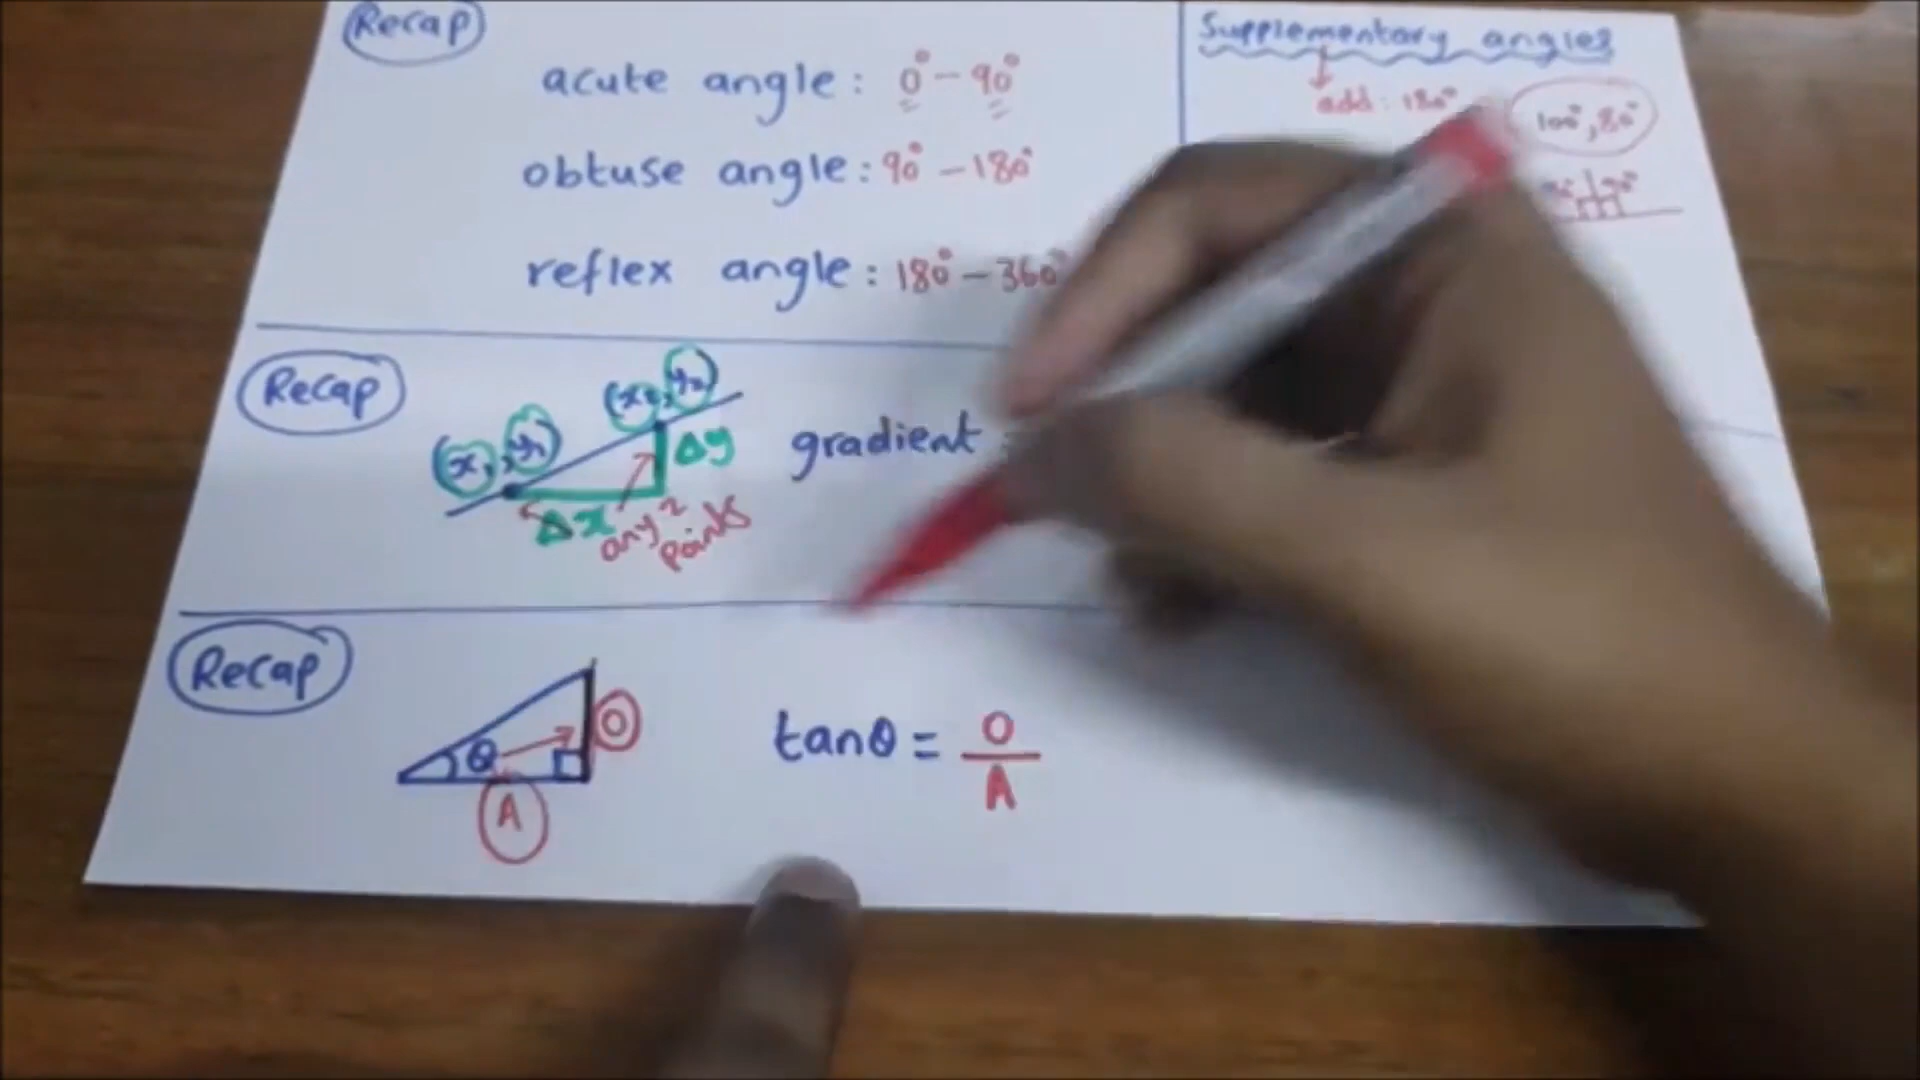 Recap
acute angle: 0° - 90°
obtuse angle: 90° - 180°
reflex angle: 180° - 360°
Supplementary angles
add: 180°
100°, 80°
90°
Recap
(x₁, y₁)
(x₂, y₂)
Δy
Δx
any 2
points
gradient =
Recap
θ
O
A
tanθ = O/A